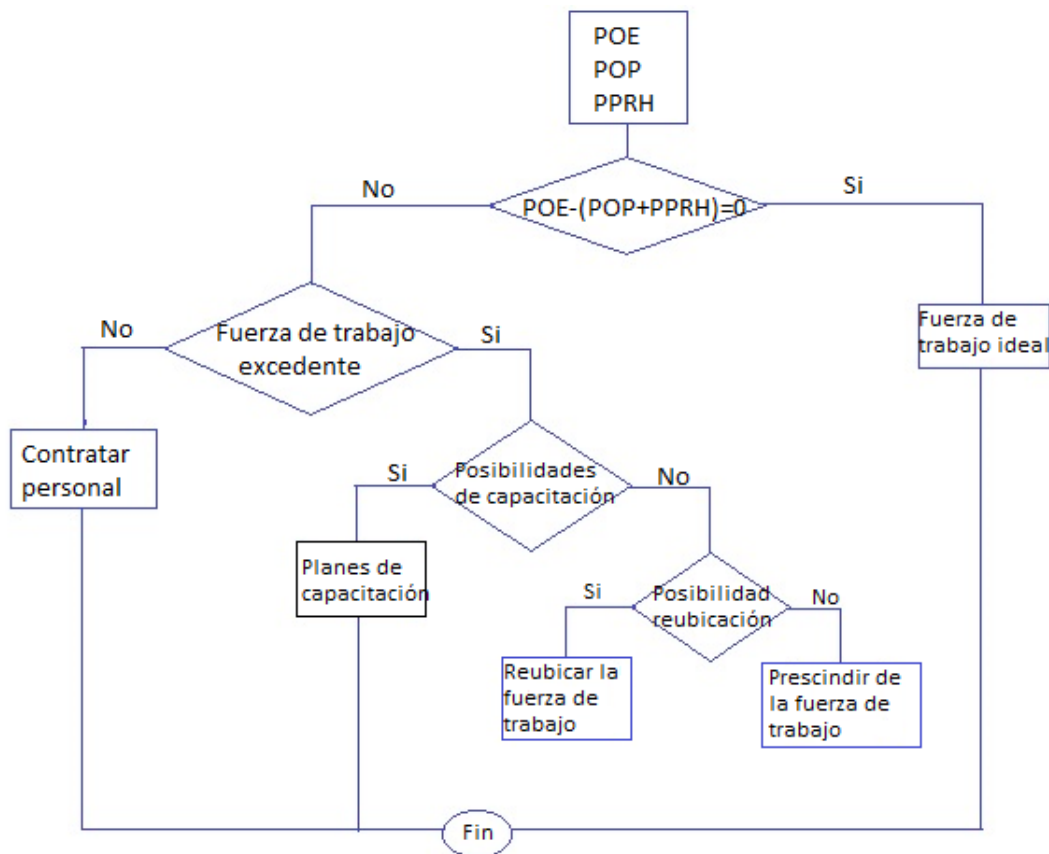 POE
POP
PPRH
No
Si
POE-(POP+PPRH)=0
No
Fuerza de trabajo
excedente
Si
Fuerza de
trabajo ideal
Contratar
personal
Si
Posibilidades
de capacitación
No
Planes de
capacitación
Si
Posibilidad
reubicación
No
Reubicar la
fuerza de
trabajo
Prescindir de
la fuerza de
trabajo
Fin